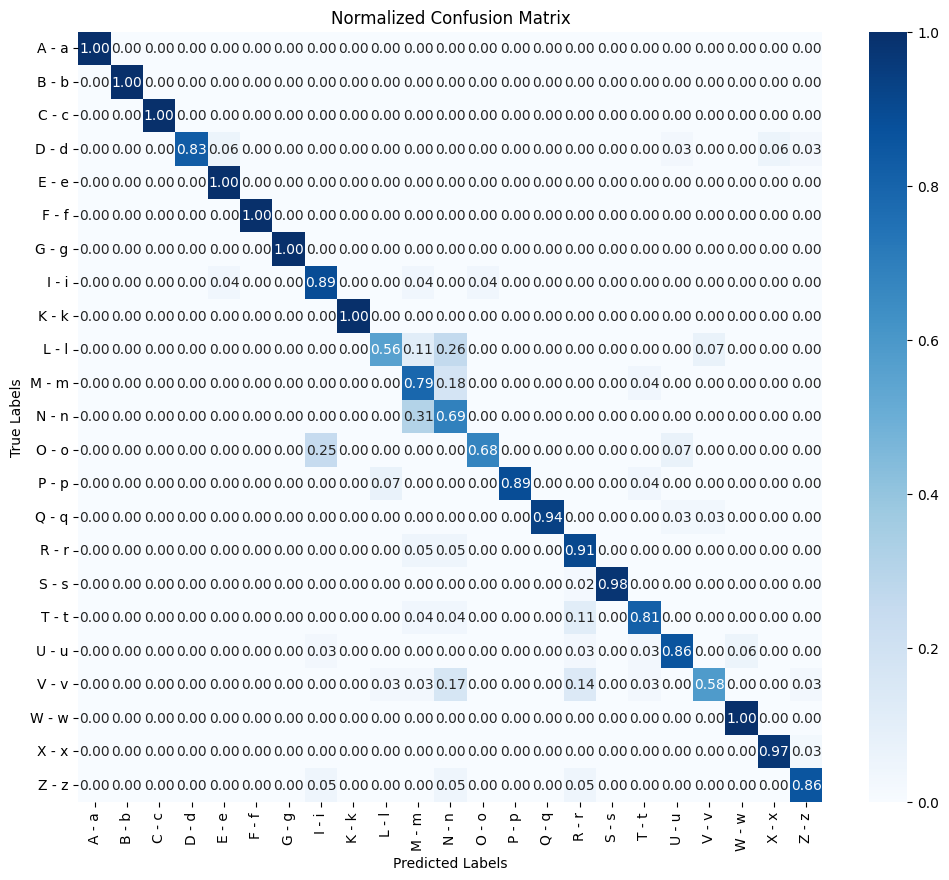 Normalized Confusion Matrix
True Labels
A - a 1.00 0.00 0.00 0.00 0.00 0.00 0.00 0.00 0.00 0.00 0.00 0.00 0.00 0.00 0.00 0.00 0.00 0.00 0.00 0.00 0.00 0.00 0.00
B - b 0.00 1.00 0.00 0.00 0.00 0.00 0.00 0.00 0.00 0.00 0.00 0.00 0.00 0.00 0.00 0.00 0.00 0.00 0.00 0.00 0.00 0.00 0.00
C - c 0.00 0.00 1.00 0.00 0.00 0.00 0.00 0.00 0.00 0.00 0.00 0.00 0.00 0.00 0.00 0.00 0.00 0.00 0.00 0.00 0.00 0.00 0.00
D - d 0.00 0.00 0.00 0.83 0.06 0.00 0.00 0.00 0.00 0.00 0.00 0.00 0.00 0.00 0.00 0.00 0.00 0.00 0.03 0.00 0.00 0.06 0.03
E - e 0.00 0.00 0.00 0.00 1.00 0.00 0.00 0.00 0.00 0.00 0.00 0.00 0.00 0.00 0.00 0.00 0.00 0.00 0.00 0.00 0.00 0.00 0.00
F - f 0.00 0.00 0.00 0.00 0.00 1.00 0.00 0.00 0.00 0.00 0.00 0.00 0.00 0.00 0.00 0.00 0.00 0.00 0.00 0.00 0.00 0.00 0.00
G - g 0.00 0.00 0.00 0.00 0.00 0.00 1.00 0.00 0.00 0.00 0.00 0.00 0.00 0.00 0.00 0.00 0.00 0.00 0.00 0.00 0.00 0.00 0.00
I - i 0.00 0.00 0.00 0.00 0.04 0.00 0.00 0.89 0.00 0.00 0.04 0.00 0.04 0.00 0.00 0.00 0.00 0.00 0.00 0.00 0.00 0.00 0.00
K - k 0.00 0.00 0.00 0.00 0.00 0.00 0.00 0.00 1.00 0.00 0.00 0.00 0.00 0.00 0.00 0.00 0.00 0.00 0.00 0.00 0.00 0.00 0.00
L - l 0.00 0.00 0.00 0.00 0.00 0.00 0.00 0.00 0.00 0.56 0.11 0.26 0.00 0.00 0.00 0.00 0.00 0.00 0.00 0.07 0.00 0.00 0.00
M - m 0.00 0.00 0.00 0.00 0.00 0.00 0.00 0.00 0.00 0.00 0.79 0.18 0.00 0.00 0.00 0.00 0.00 0.04 0.00 0.00 0.00 0.00 0.00
N - n 0.00 0.00 0.00 0.00 0.00 0.00 0.00 0.00 0.00 0.00 0.31 0.69 0.00 0.00 0.00 0.00 0.00 0.00 0.00 0.00 0.00 0.00 0.00
O - o 0.00 0.00 0.00 0.00 0.00 0.00 0.00 0.25 0.00 0.00 0.00 0.00 0.68 0.00 0.00 0.00 0.00 0.00 0.07 0.00 0.00 0.00 0.00
P - p 0.00 0.00 0.00 0.00 0.00 0.00 0.00 0.00 0.00 0.07 0.00 0.00 0.00 0.89 0.00 0.00 0.00 0.04 0.00 0.00 0.00 0.00 0.00
Q - q 0.00 0.00 0.00 0.00 0.00 0.00 0.00 0.00 0.00 0.00 0.00 0.00 0.00 0.00 0.94 0.00 0.00 0.00 0.03 0.03 0.00 0.00 0.00
R - r 0.00 0.00 0.00 0.00 0.00 0.00 0.00 0.00 0.00 0.00 0.05 0.05 0.00 0.00 0.00 0.91 0.00 0.00 0.00 0.00 0.00 0.00 0.00
S - s 0.00 0.00 0.00 0.00 0.00 0.00 0.00 0.00 0.00 0.00 0.00 0.00 0.00 0.00 0.00 0.02 0.98 0.00 0.00 0.00 0.00 0.00 0.00
T - t 0.00 0.00 0.00 0.00 0.00 0.00 0.00 0.00 0.00 0.00 0.04 0.04 0.00 0.00 0.00 0.11 0.00 0.81 0.00 0.00 0.00 0.00 0.00
U - u 0.00 0.00 0.00 0.00 0.00 0.00 0.00 0.03 0.00 0.00 0.00 0.00 0.00 0.00 0.00 0.03 0.00 0.03 0.86 0.00 0.06 0.00 0.00
V - v 0.00 0.00 0.00 0.00 0.00 0.00 0.00 0.00 0.00 0.03 0.03 0.17 0.00 0.00 0.00 0.14 0.00 0.03 0.00 0.58 0.00 0.00 0.03
W - w 0.00 0.00 0.00 0.00 0.00 0.00 0.00 0.00 0.00 0.00 0.00 0.00 0.00 0.00 0.00 0.00 0.00 0.00 0.00 0.00 1.00 0.00 0.00
X - x 0.00 0.00 0.00 0.00 0.00 0.00 0.00 0.00 0.00 0.00 0.00 0.00 0.00 0.00 0.00 0.00 0.00 0.00 0.00 0.00 0.00 0.97 0.03
Z - z 0.00 0.00 0.00 0.00 0.00 0.00 0.00 0.05 0.00 0.00 0.00 0.05 0.00 0.00 0.00 0.05 0.00 0.00 0.00 0.00 0.00 0.00 0.86
A - a B - b C - c D - d E - e F - f G - g I - i K - k L - l M - m N - n O - o P - p Q - q R - r S - s T - t U - u V - v W - w X - x Z - z
Predicted Labels
1.0
0.8
0.6
0.4
0.2
0.0